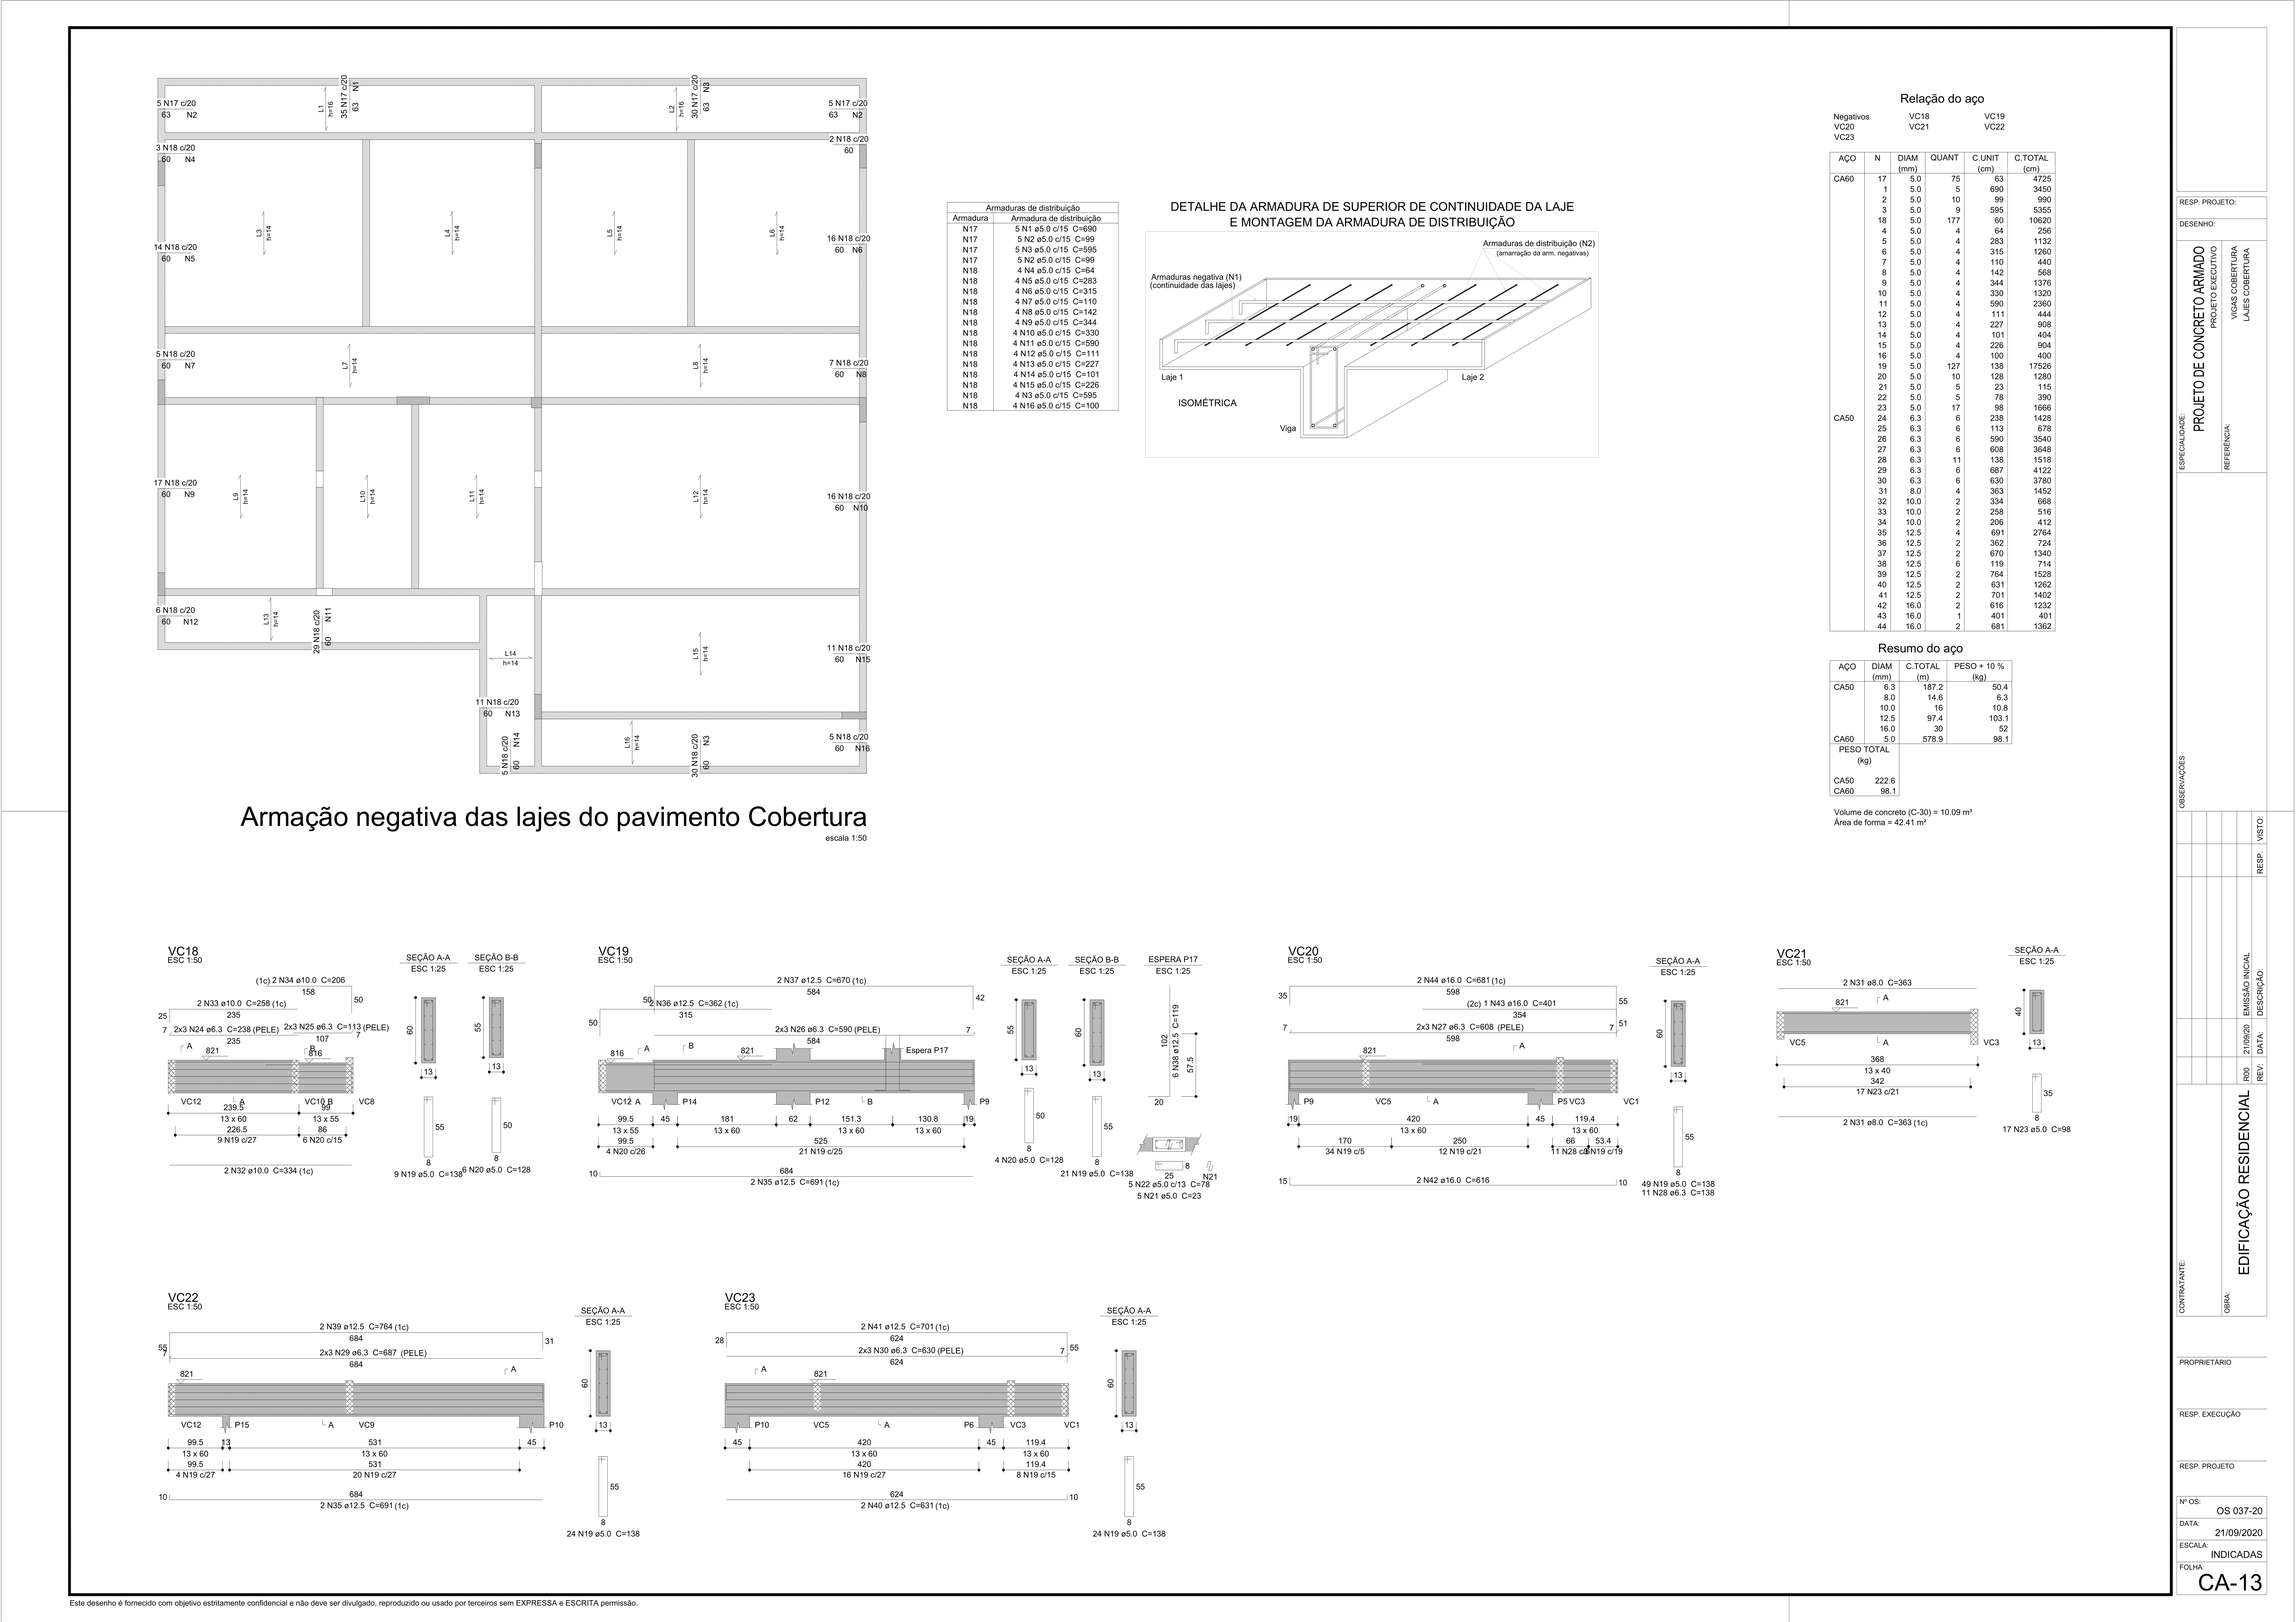 5 N17 c/20
63 N2
L1
h=16
35 N17 c/20
63 N1
L2
h=16
30 N17 c/20
63 N3
5 N17 c/20
63 N2
3 N18 c/20
60 N4
2 N18 c/20
60
14 N18 c/20
60 N5
L3
h=14
L4
h=14
L5
h=14
L6
h=14
16 N18 c/20
60 N6
5 N18 c/20
60 N7
L7
h=14
L8
h=14
7 N18 c/20
60 N8
17 N18 c/20
60 N9
L9
h=14
L10
h=14
L11
h=14
L12
h=14
16 N18 c/20
60 N10
6 N18 c/20
60 N12
L13
h=14
29 N18 c/20
60 N11
L14
h=14
L15
h=14
11 N18 c/20
60 N15
11 N18 c/20
60 N13
5 N18 c/20
60 N14
L16
h=14
30 N18 c/20
60 N3
5 N18 c/20
60 N16
Armação negativa das lajes do pavimento Cobertura
escala 1:50
Armaduras de distribuição
Armadura Armadura de distribuição
N17 5 N1 ø5.0 c/15 C=690
N17 5 N2 ø5.0 c/15 C=99
N17 5 N3 ø5.0 c/15 C=595
N17 5 N2 ø5.0 c/15 C=99
N18 4 N4 ø5.0 c/15 C=64
N18 4 N5 ø5.0 c/15 C=283
N18 4 N6 ø5.0 c/15 C=315
N18 4 N7 ø5.0 c/15 C=110
N18 4 N8 ø5.0 c/15 C=142
N18 4 N9 ø5.0 c/15 C=344
N18 4 N10 ø5.0 c/15 C=330
N18 4 N11 ø5.0 c/15 C=590
N18 4 N12 ø5.0 c/15 C=111
N18 4 N13 ø5.0 c/15 C=227
N18 4 N14 ø5.0 c/15 C=101
N18 4 N15 ø5.0 c/15 C=226
N18 4 N3 ø5.0 c/15 C=595
N18 4 N16 ø5.0 c/15 C=100
DETALHE DA ARMADURA DE SUPERIOR DE CONTINUIDADE DA LAJE
E MONTAGEM DA ARMADURA DE DISTRIBUIÇÃO
Armaduras de distribuição (N2)
(amarração da arm. negativas)
Armaduras negativa (N1)
(continuidade das lajes)
Laje 1
Laje 2
ISOMÉTRICA
Viga
Relação do aço
Negativos VC18 VC19
VC20 VC21 VC22
VC23
AÇO N DIAM QUANT C.UNIT C.TOTAL
(mm) (cm) (cm)
CA60 17 5.0 75 63 4725
1 5.0 5 690 3450
2 5.0 10 99 990
3 5.0 9 595 5355
18 5.0 177 60 10620
4 5.0 4 64 256
5 5.0 4 283 1132
6 5.0 4 315 1260
7 5.0 4 110 440
8 5.0 4 142 568
9 5.0 4 344 1376
10 5.0 4 330 1320
11 5.0 4 590 2360
12 5.0 4 111 444
13 5.0 4 227 908
14 5.0 4 101 404
15 5.0 4 226 904
16 5.0 4 100 400
19 5.0 127 138 17526
20 5.0 10 128 1280
21 5.0 5 23 115
22 5.0 5 78 390
23 5.0 17 98 1666
CA50 24 6.3 6 238 1428
25 6.3 6 113 678
26 6.3 6 590 3540
27 6.3 6 608 3648
28 6.3 11 138 1518
29 6.3 6 687 4122
30 6.3 6 630 3780
31 8.0 4 363 1452
32 10.0 2 334 668
33 10.0 2 258 516
34 10.0 2 206 412
35 12.5 4 691 2764
36 12.5 2 362 724
37 12.5 2 670 1340
38 12.5 6 119 714
39 12.5 2 764 1528
40 12.5 2 631 1262
41 12.5 2 701 1402
42 16.0 2 616 1232
43 16.0 1 401 401
44 16.0 2 681 1362
Resumo do aço
AÇO DIAM C.TOTAL PESO + 10 %
(mm) (m) (kg)
CA50 6.3 187.2 50.4
8.0 14.6 6.3
10.0 16 10.8
12.5 97.4 103.1
16.0 30 52
CA60 5.0 578.9 98.1
PESO TOTAL
(kg)
CA50 222.6
CA60 98.1
Volume de concreto (C-30) = 10.09 m³
Área de forma = 42.41 m²
VC18
ESC 1:50
(1c) 2 N34 ø10.0 C=206
158
50
2 N33 ø10.0 C=258 (1c)
25 235
7 2x3 N24 ø6.3 C=238 (PELE) 2x3 N25 ø6.3 C=113 (PELE)
235 107 7
A 821 B 816
VC12 A VC10 B VC8
239.5 99
13 x 60 13 x 55
226.5 86
9 N19 c/27 6 N20 c/15
2 N32 ø10.0 C=334 (1c)
SEÇÃO A-A
ESC 1:25
60
13
55
8
9 N19 ø5.0 C=138
SEÇÃO B-B
ESC 1:25
55
13
50
8
6 N20 ø5.0 C=128
VC19
ESC 1:50
2 N37 ø12.5 C=670 (1c)
50 584 42
2 N36 ø12.5 C=362 (1c)
50 315
2x3 N26 ø6.3 C=590 (PELE) 7
584
816 A B 821 Espera P17
VC12 A P14 P12 B P9
99.5 45 181 62 151.3 130.8 19
13 x 55 13 x 60 13 x 60 13 x 60
99.5 525
4 N20 c/26 21 N19 c/25
10 684
2 N35 ø12.5 C=691 (1c)
SEÇÃO A-A
ESC 1:25
55
13
50
8
4 N20 ø5.0 C=128
SEÇÃO B-B
ESC 1:25
60
13
55
8
21 N19 ø5.0 C=138
ESPERA P17
ESC 1:25
102
6 N38 ø12.5 C=119
57.5
20
8
25 N21
5 N22 ø5.0 c/13 C=78
5 N21 ø5.0 C=23
VC20
ESC 1:50
2 N44 ø16.0 C=681 (1c)
35 598 55
(2c) 1 N43 ø16.0 C=401
354 51
7 2x3 N27 ø6.3 C=608 (PELE) 7
598
821 A
P9 VC5 A P5 VC3 VC1
19 420 45 119.4
13 x 60 13 x 60
170 250 66 53.4
34 N19 c/5 12 N19 c/21 11 N28 c/6 3 N19 c/19
15 2 N42 ø16.0 C=616 10
SEÇÃO A-A
ESC 1:25
60
13
55
8
49 N19 ø5.0 C=138
11 N28 ø6.3 C=138
VC21
ESC 1:50
2 N31 ø8.0 C=363
821 A
VC5 A VC3
368
13 x 40
342
17 N23 c/21
2 N31 ø8.0 C=363 (1c)
SEÇÃO A-A
ESC 1:25
40
13
35
8
17 N23 ø5.0 C=98
VC22
ESC 1:50
2 N39 ø12.5 C=764 (1c)
55 684 31
7 2x3 N29 ø6.3 C=687 (PELE)
684
821 A
VC12 P15 A VC9 P10
99.5 13 531 45
13 x 60 13 x 60
99.5 531
4 N19 c/27 20 N19 c/27
10 684
2 N35 ø12.5 C=691 (1c)
SEÇÃO A-A
ESC 1:25
60
13
55
8
24 N19 ø5.0 C=138
VC23
ESC 1:50
2 N41 ø12.5 C=701 (1c)
28 624 55
2x3 N30 ø6.3 C=630 (PELE) 7
624
A 821
P10 VC5 A P6 VC3 VC1
45 420 45 119.4
13 x 60 13 x 60
420 119.4
16 N19 c/27 8 N19 c/15
624 10
2 N40 ø12.5 C=631 (1c)
SEÇÃO A-A
ESC 1:25
60
13
55
8
24 N19 ø5.0 C=138
RESP. PROJETO:
DESENHO:
ESPECIALIDADE:
PROJETO DE CONCRETO ARMADO
PROJETO EXECUTIVO
REFERÊNCIA:
VIGAS COBERTURA
LAJES COBERTURA
OBSERVAÇÕES
REV: DATA: DESCRIÇÃO: RESP. VISTO:
R00 21/09/20 EMISSÃO INICIAL
CONTRATANTE:
OBRA:
EDIFICAÇÃO RESIDENCIAL
PROPRIETÁRIO
RESP. EXECUÇÃO
RESP. PROJETO
Nº OS:
OS 037-20
DATA:
21/09/2020
ESCALA:
INDICADAS
FOLHA:
CA-13
Este desenho é fornecido com objetivo estritamente confidencial e não deve ser divulgado, reproduzido ou usado por terceiros sem EXPRESSA e ESCRITA permissão.